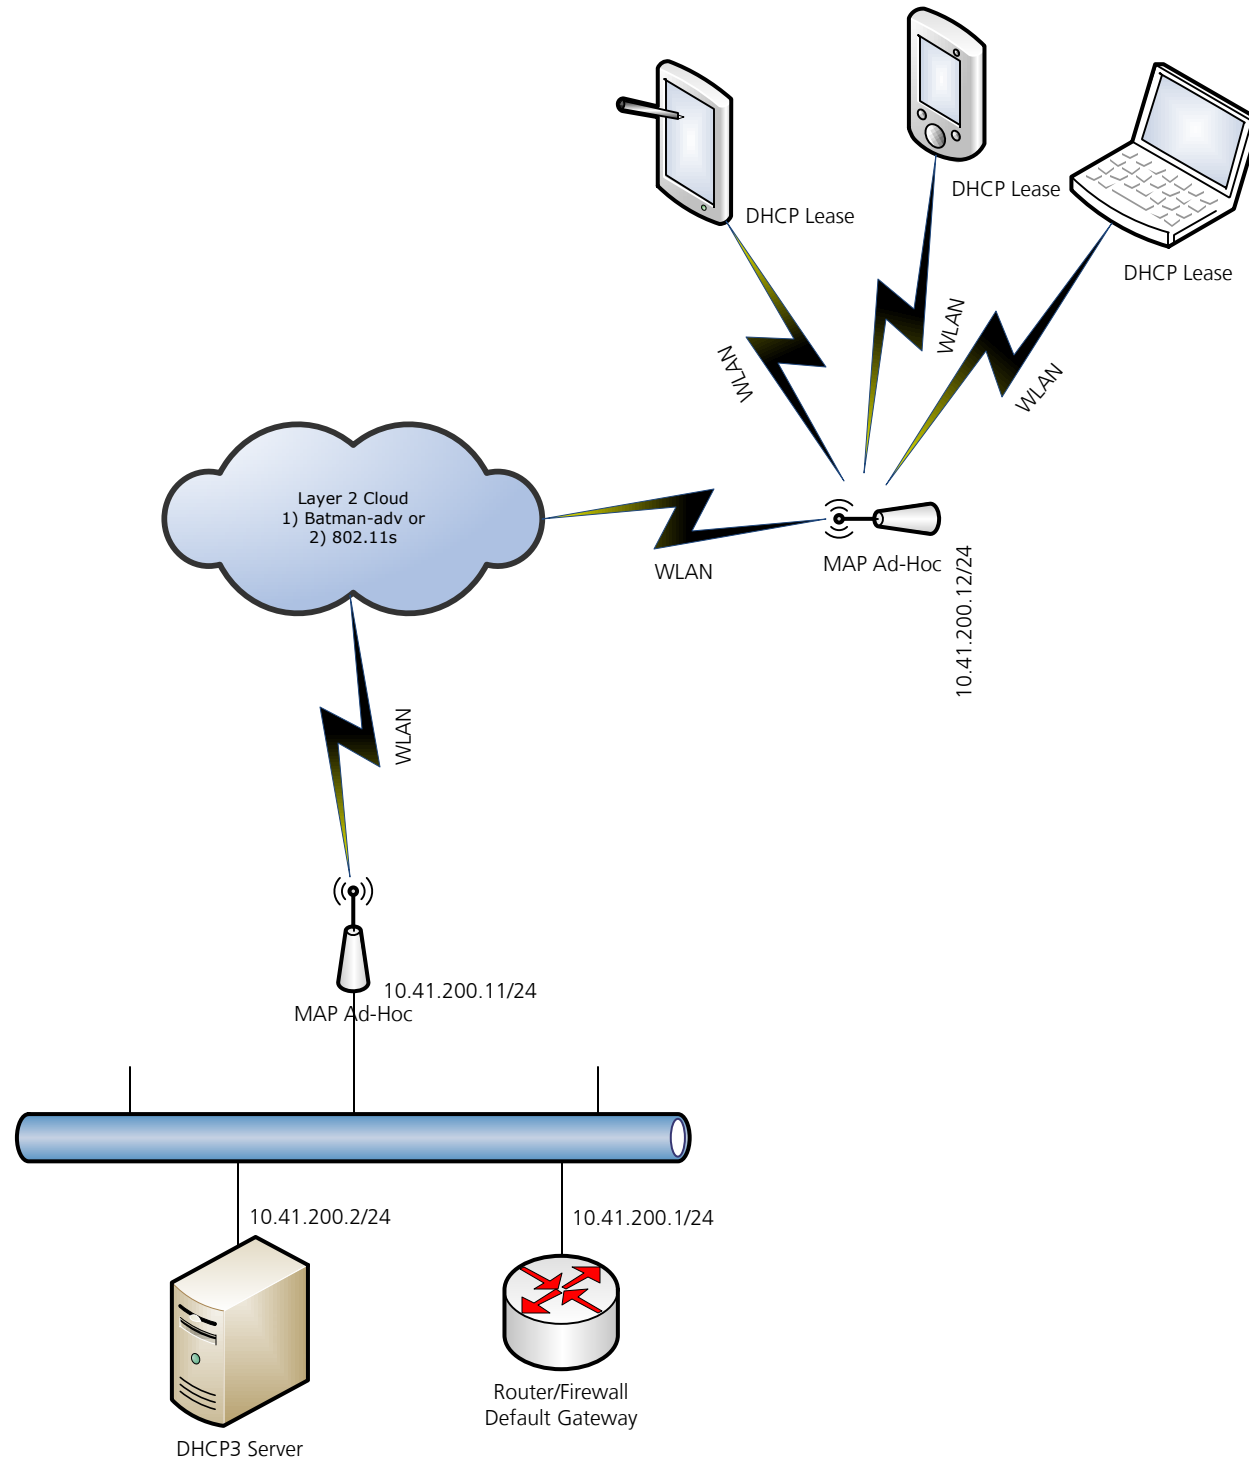 DHCP Lease
DHCP Lease
DHCP Lease
WLAN
WLAN
WLAN
Layer 2 Cloud
1) Batman-adv or
2) 802.11s
WLAN
MAP Ad-Hoc
10.41.200.12/24
WLAN
10.41.200.11/24
MAP Ad-Hoc
10.41.200.2/24
10.41.200.1/24
Router/Firewall
Default Gateway
DHCP3 Server